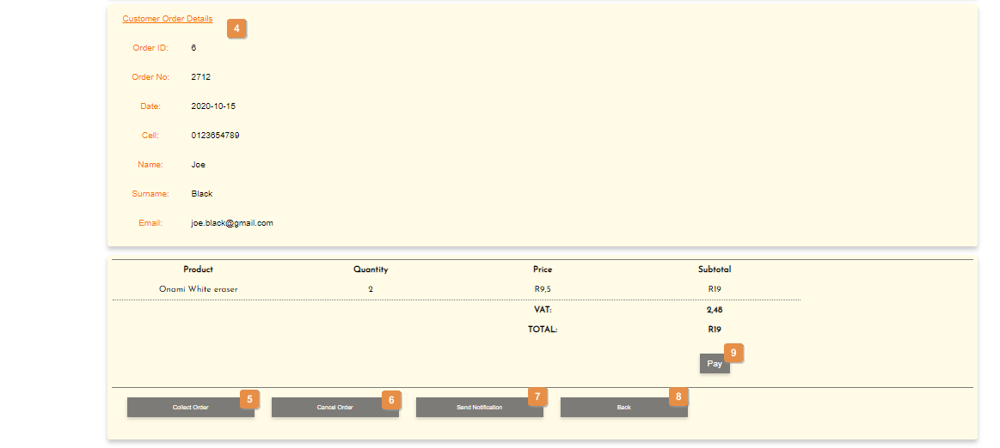 Customer Order Details
4
Order ID: 6
Order No: 2712
Date: 2020-10-15
Cell: 0123654789
Name: Joe
Surname: Black
Email: joe.black@gmail.com
Product Quantity Price Subtotal
Onami White eraser 2 R9,5 R19
VAT: 2,48
TOTAL: R19
9
Pay
5 6 7 8
Collect Order Cancel Order Send Notification Back